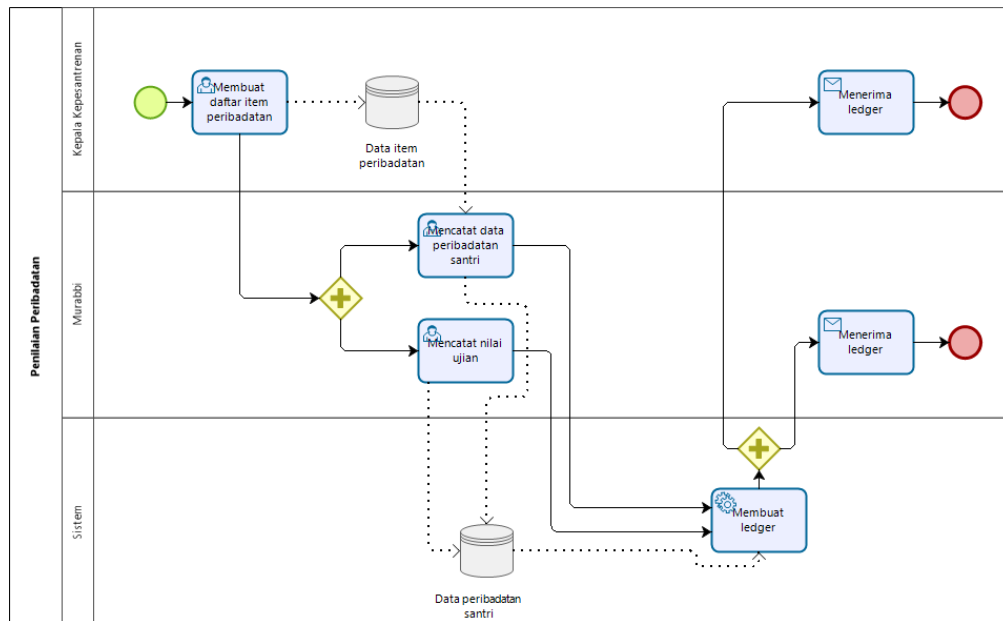 Penilaian Peribadatan
Kepala Kepesantrenan
Membuat
daftar item
peribadatan
Data item
peribadatan
Menerima
ledger
Murabbi
Mencatat data
peribadatan
santri
Mencatat nilai
ujian
Menerima
ledger
Sistem
Membuat
ledger
Data peribadatan
santri